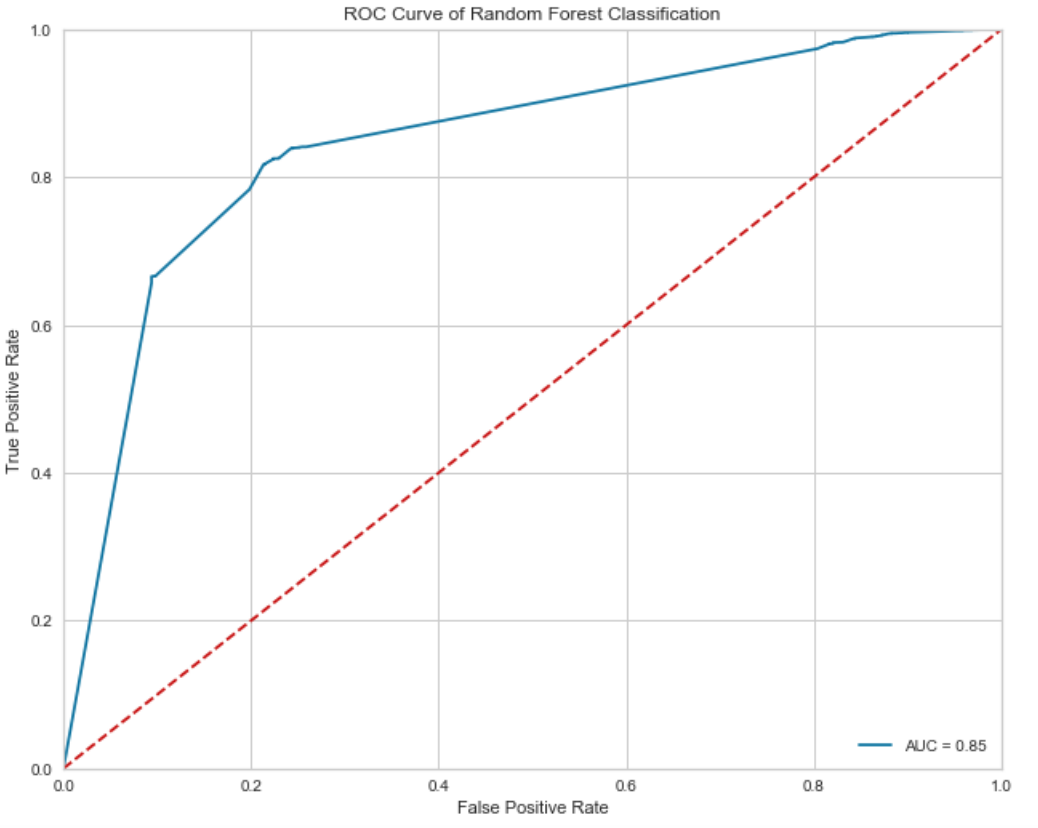 ROC Curve of Random Forest Classification
1.0
0.8
0.6
0.4
0.2
0.0
True Positive Rate
AUC = 0.85
0.0 0.2 0.4 0.6 0.8 1.0
False Positive Rate